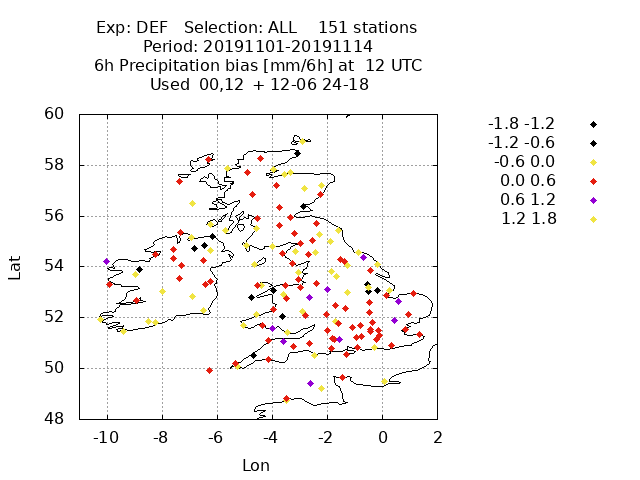 Exp: DEF   Selection: ALL    151 stations
Period: 20191101-20191114
6h Precipitation bias [mm/6h] at  12 UTC
Used  00,12  + 12-06 24-18
60
58
56
54
52
50
48
Lat
-10 -8 -6 -4 -2 0 2
Lon
-1.8 -1.2
-1.2 -0.6
-0.6 0.0
0.0 0.6
0.6 1.2
1.2 1.8